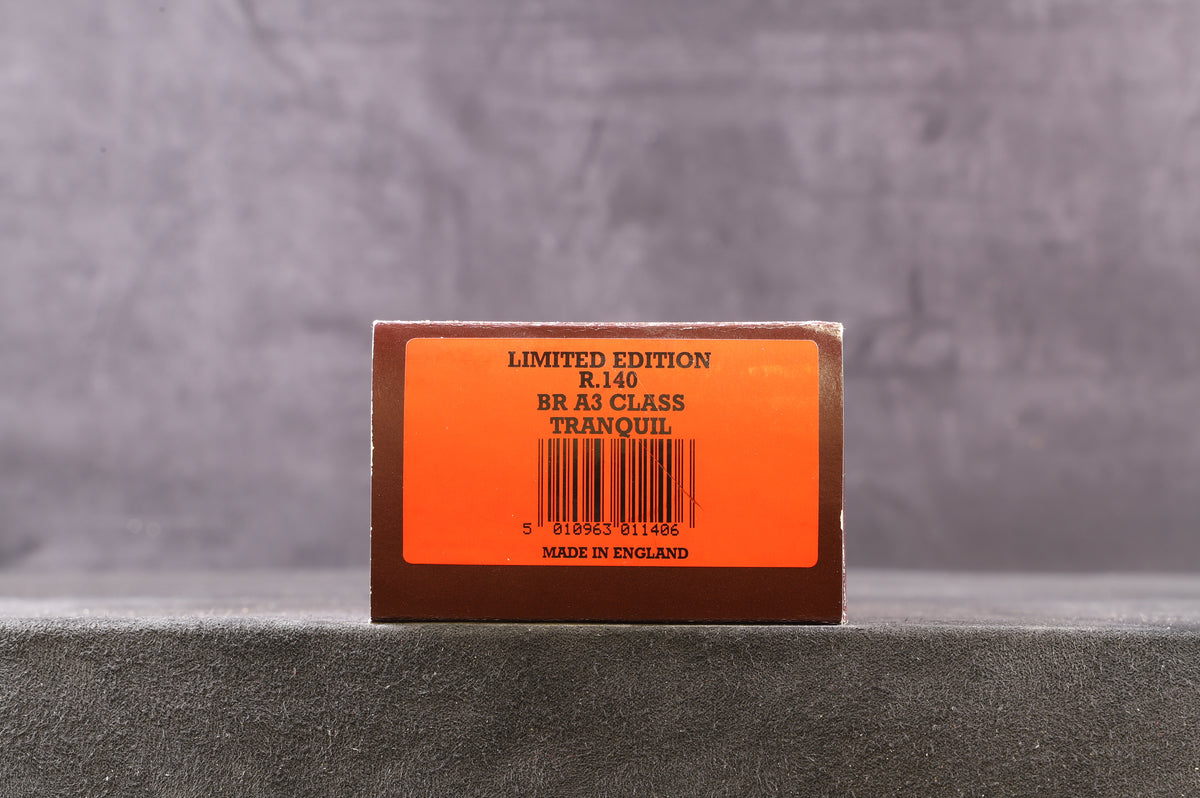 LIMITED EDITION
R.140
BR A3 CLASS
TRANQUIL
5 010963 011406
MADE IN ENGLAND